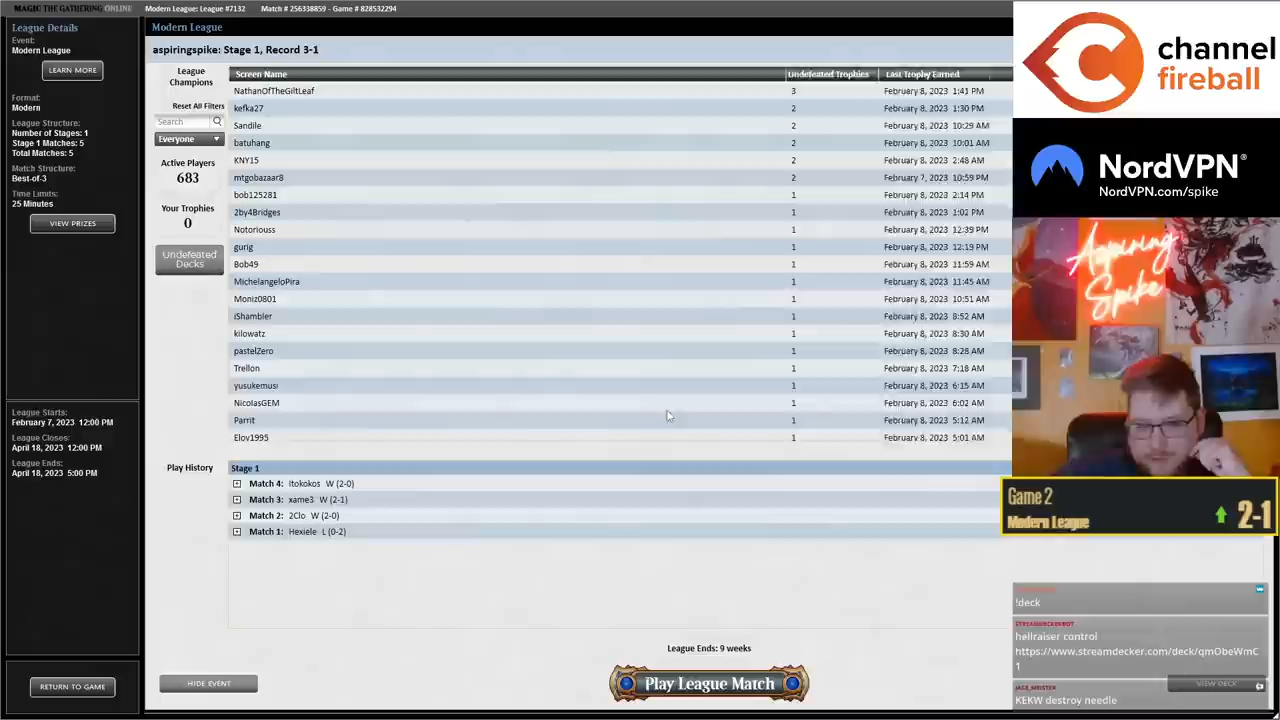 MAGIC THE GATHERING ONLINE
Modern League: League #7132
Match # 256338859 - Game # 828532294
League Details
Event:
Modern League
LEARN MORE
Format:
Modern
League Structure:
Number of Stages: 1
Stage 1 Matches: 5
Total Matches: 5
Match Structure:
Best-of-3
Time Limits:
25 Minutes
VIEW PRIZES
League Starts:
February 7, 2023 12:00 PM
League Closes:
April 18, 2023 12:00 PM
League Ends:
April 18, 2023 5:00 PM
RETURN TO GAME
Modern League
aspiringspike: Stage 1, Record 3-1
League Champions
Reset All Filters
Search
Everyone
Active Players
683
Your Trophies
0
Undefeated Decks
Screen Name Undefeated Trophies Last Trophy Earned
NathanOfTheGiltLeaf 3 February 8, 2023 1:41 PM
kefka27 2 February 8, 2023 1:30 PM
Sandile 2 February 8, 2023 10:29 AM
batuhang 2 February 8, 2023 10:01 AM
KNY15 2 February 8, 2023 2:48 AM
mtgobazaar8 2 February 7, 2023 10:59 PM
bob125281 1 February 8, 2023 2:14 PM
2by4Bridges 1 February 8, 2023 1:02 PM
Notoriouss 1 February 8, 2023 12:39 PM
gurig 1 February 8, 2023 12:19 PM
Bob49 1 February 8, 2023 11:59 AM
MichelangeloPira 1 February 8, 2023 11:45 AM
Moniz0801 1 February 8, 2023 10:51 AM
iShambler 1 February 8, 2023 8:52 AM
kilowatz 1 February 8, 2023 8:30 AM
pastelZero 1 February 8, 2023 8:28 AM
Trellon 1 February 8, 2023 7:18 AM
yusukemusi 1 February 8, 2023 6:15 AM
NicolasGEM 1 February 8, 2023 6:02 AM
Parrit 1 February 8, 2023 5:12 AM
Elov1995 1 February 8, 2023 5:01 AM
Play History
Stage 1
Match 4: Itokokos W (2-0)
Match 3: xame3 W (2-1)
Match 2: 2Clo W (2-0)
Match 1: Hexiele L (0-2)
League Ends: 9 weeks
HIDE EVENT
Play League Match
VIEW DECK
channel
fireball
NordVPN®
NordVPN.com/spike
Aspiring
Spike
Game 2
Modern League
2-1
!deck
STREAMDECKERBOT
hellraiser control
https://www.streamdecker.com/deck/qmObeWmC
1
KEKW destroy needle